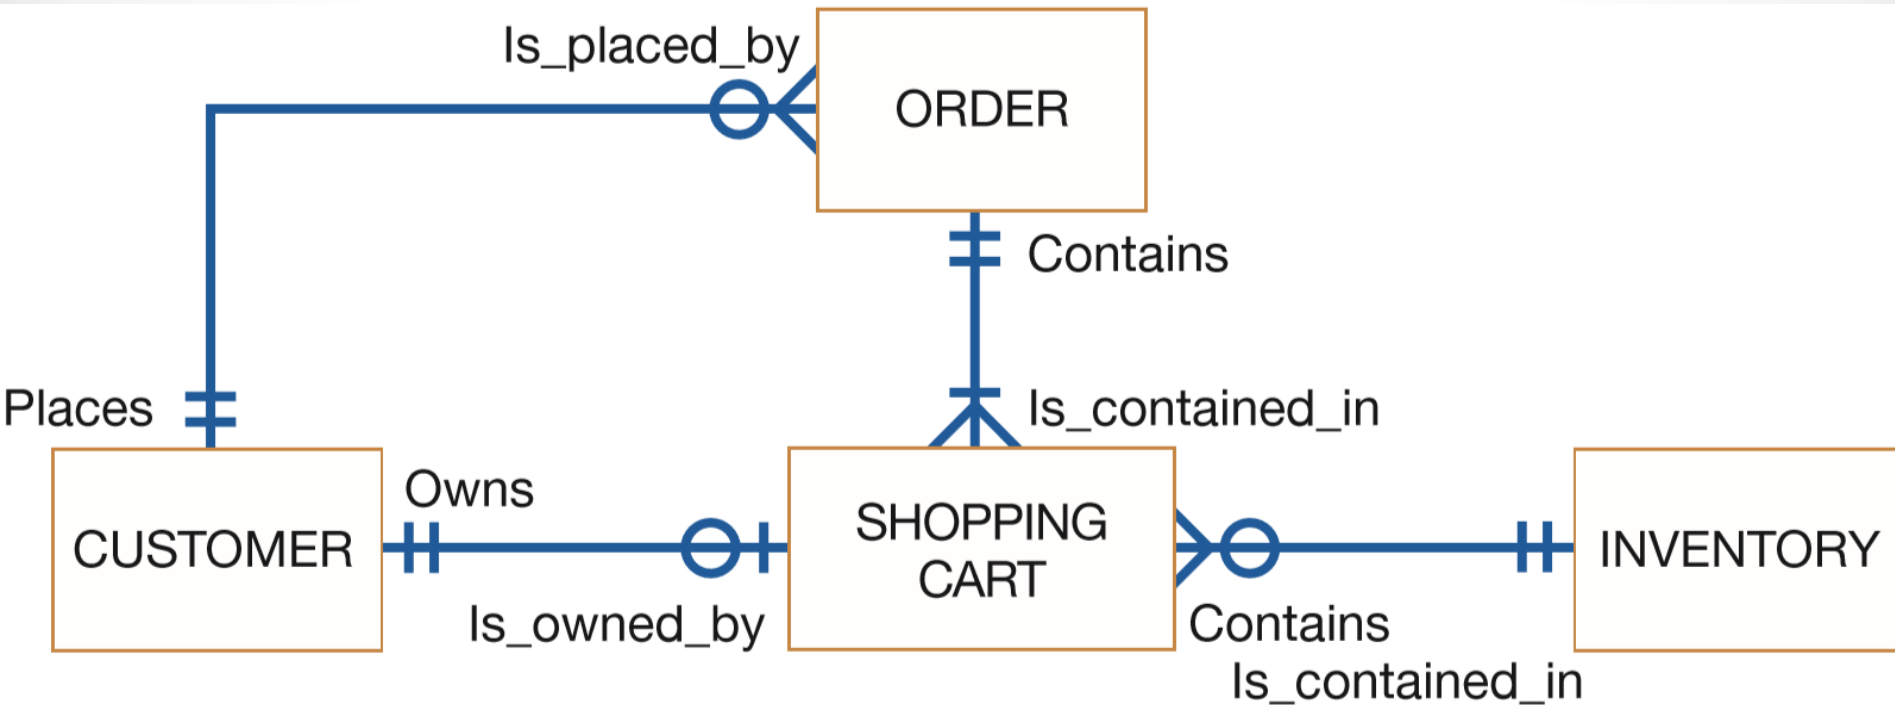 Is_placed_by
ORDER
Contains
Places
Is_contained_in
CUSTOMER
Owns
Is_owned_by
SHOPPING
CART
Contains
Is_contained_in
INVENTORY